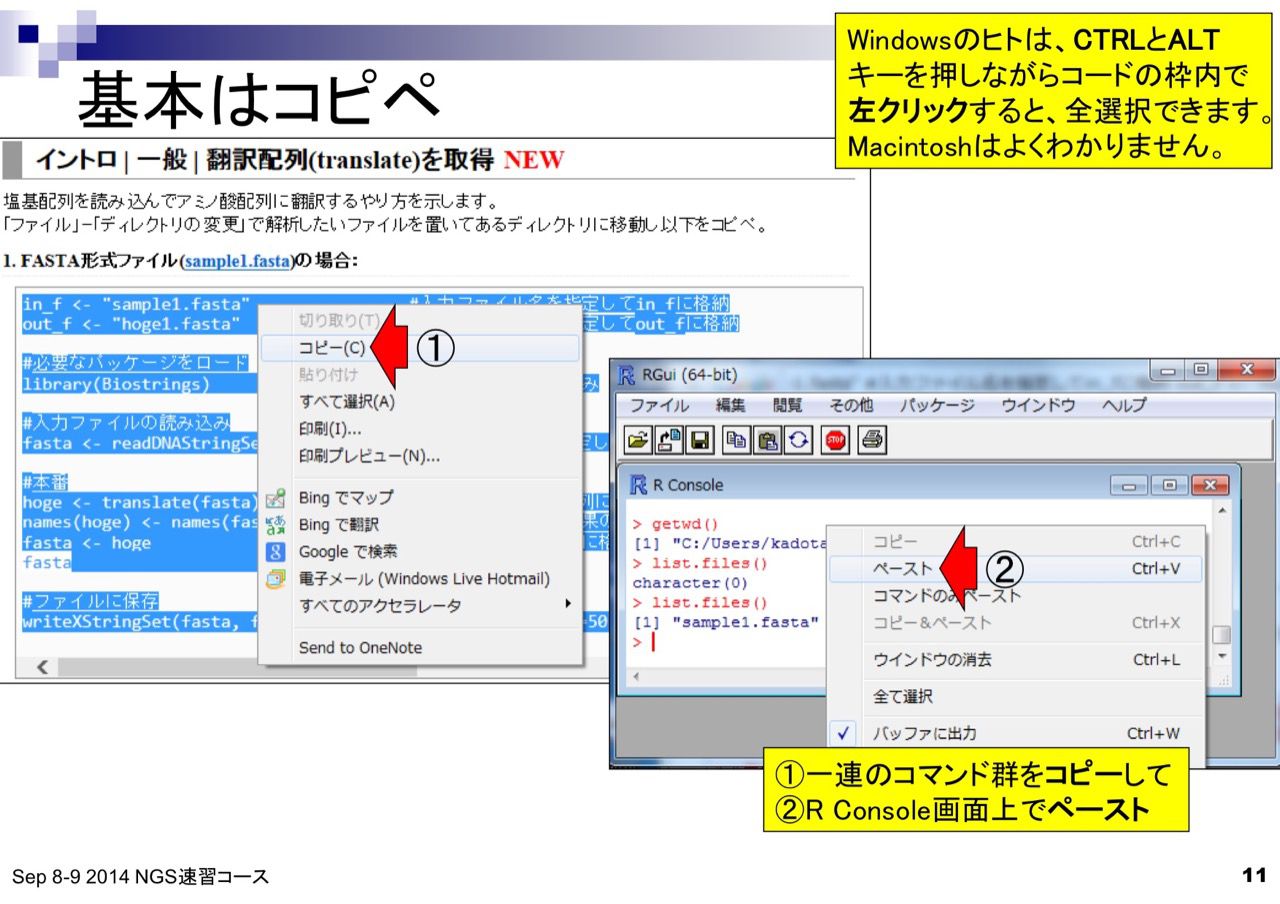 基本はコピペ
Windowsのヒトは、CTRLとALT
キーを押しながらコードの枠内で
左クリックすると、全選択できます。
Macintoshはよくわかりません。
イントロ | 一般 | 翻訳配列(translate)を取得 NEW
塩基配列を読み込んでアミノ酸配列に翻訳するやり方を示します。
「ファイル」-「ディレクトリの変更」で解析したいファイルを置いてあるディレクトリに移動し以下をコピペ。
1. FASTA形式ファイル(sample1.fasta)の場合:
in_f <- "sample1.fasta" #入力ファイル名を指定してin_fに格納
out_f <- "hoge1.fasta" 定してout_fに格納
#必要なパッケージをロード
library(Biostrings) み
#入力ファイルの読み込み
fasta <- readDNAStringSe 定し
#本番
hoge <- translate(fasta) 列に
names(hoge) <- names(fas 果の
fasta <- hoge に格
fasta
#ファイルに保存
writeXStringSet(fasta, f =50
切り取り(T)
コピー(C)
①
貼り付け
すべて選択(A)
印刷(I)...
印刷プレビュー(N)...
Bing でマップ
Bing で翻訳
Google で検索
電子メール (Windows Live Hotmail)
すべてのアクセラレータ
Send to OneNote
RGui (64-bit)
ファイル 編集 閲覧 その他 パッケージ ウインドウ ヘルプ
STOP
R Console
> getwd()
[1] "C:/Users/kadota
> list.files()
character(0)
> list.files()
[1] "sample1.fasta"
>
コピー Ctrl+C
ペースト Ctrl+V
②
コマンドのみペースト
コピー&ペースト Ctrl+X
ウインドウの消去 Ctrl+L
全て選択
✓ バッファに出力 Ctrl+W
①一連のコマンド群をコピーして
②R Console画面上でペースト
Sep 8-9 2014 NGS速習コース
11